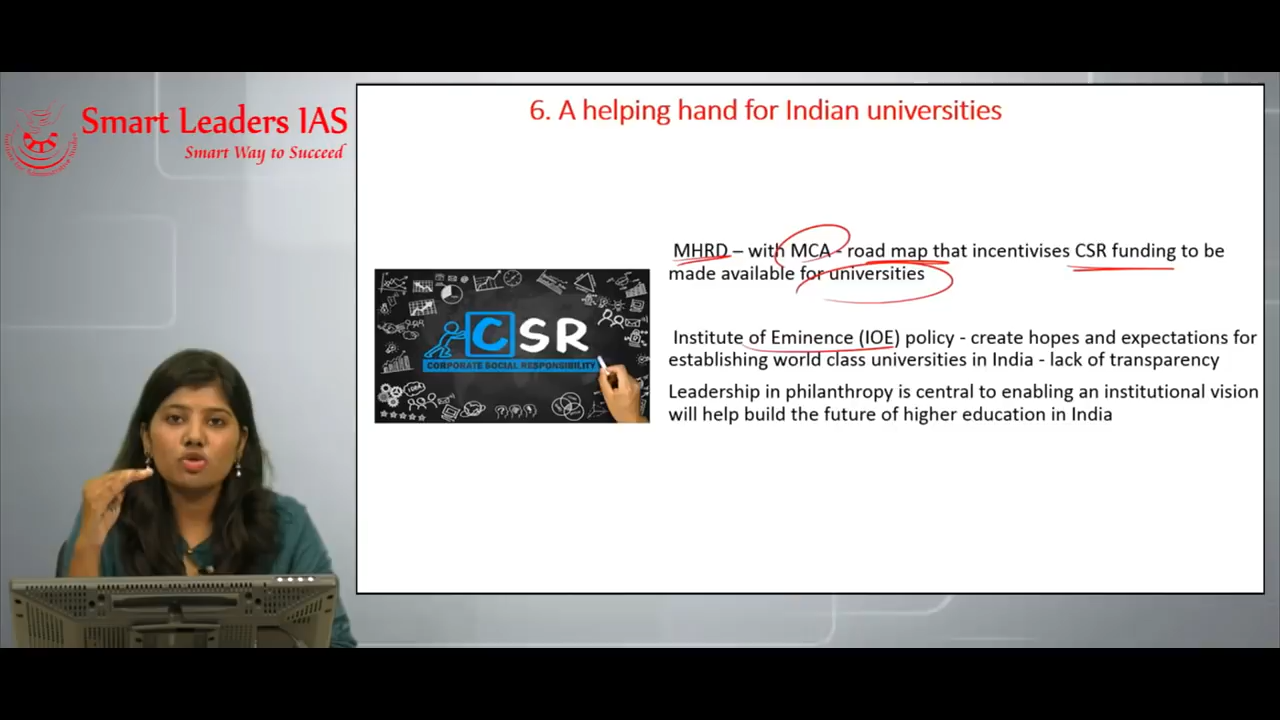 Smart Leaders IAS
Smart Way to Succeed
6. A helping hand for Indian universities
MHRD – with MCA - road map that incentivises CSR funding to be
made available for universities
CSR
CORPORATE SOCIAL RESPONSIBILITY
Institute of Eminence (IOE) policy - create hopes and expectations for
establishing world class universities in India - lack of transparency
Leadership in philanthropy is central to enabling an institutional vision
will help build the future of higher education in India